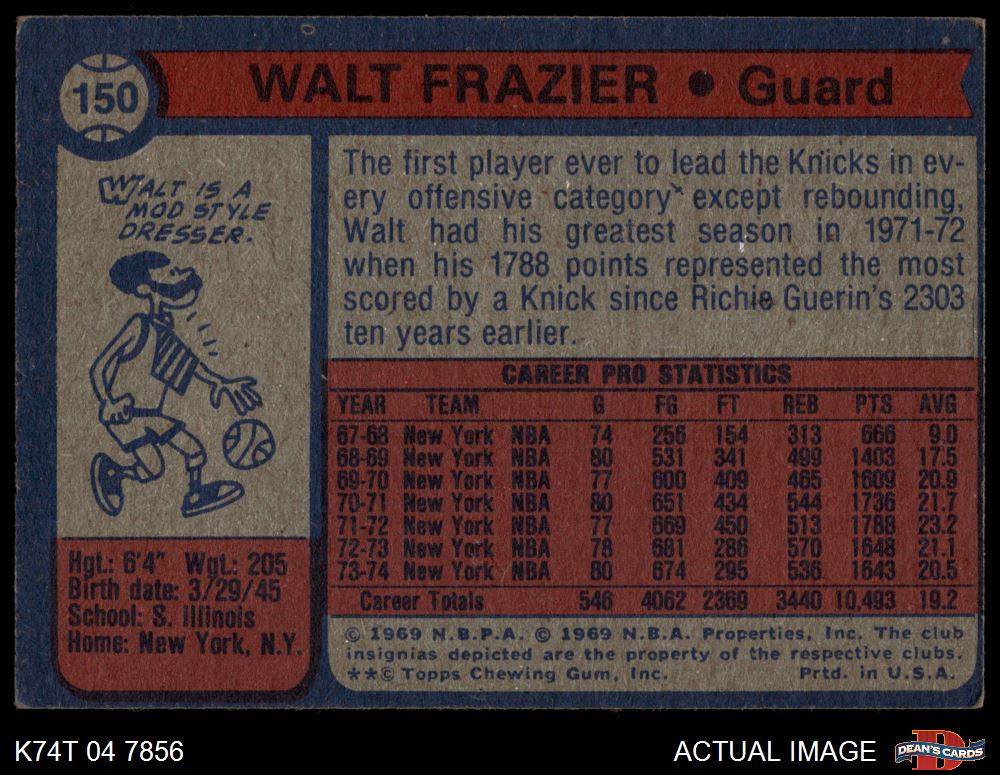 150
WALT FRAZIER • Guard
WALT IS A
MOD STYLE
DRESSER.
The first player ever to lead the Knicks in ev-
ery offensive category except rebounding,
Walt had his greatest season in 1971-72
when his 1788 points represented the most
scored by a Knick since Richie Guerin's 2303
ten years earlier.
CAREER PRO STATISTICS
YEAR TEAM G FG FT REB PTS AVG
67-68 New York NBA 74 256 154 313 666 9.0
68-69 New York NBA 80 531 341 499 1403 17.5
69-70 New York NBA 77 600 409 465 1609 20.9
70-71 New York NBA 80 651 434 544 1736 21.7
71-72 New York NBA 77 669 450 513 1788 23.2
72-73 New York NBA 78 681 286 570 1648 21.1
73-74 New York NBA 80 674 295 536 1643 20.5
Career Totals 546 4062 2369 3440 10,493 19.2
Hgt.: 6'4" Wgt.: 205
Birth date: 3/29/45
School: S. Illinois
Home: New York, N.Y.
© 1969 N.B.P.A. © 1969 N.B.A. Properties, Inc. The club
insignias depicted are the property of the respective clubs.
**© Topps Chewing Gum, Inc. Prtd. in U.S.A.
K74T 04 7856
ACTUAL IMAGE
DEAN'S CARDS